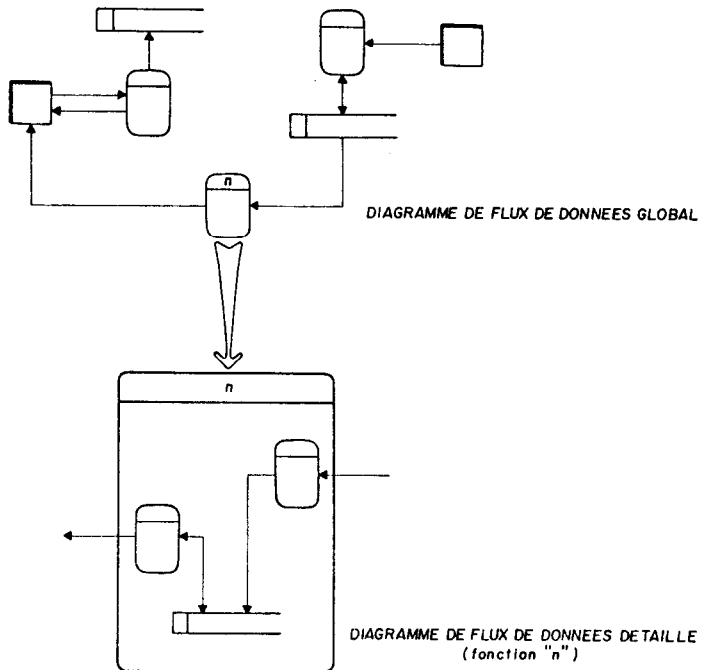 n
DIAGRAMME DE FLUX DE DONNEES GLOBAL
n
DIAGRAMME DE FLUX DE DONNEES DETAILLE
(fonction "n")